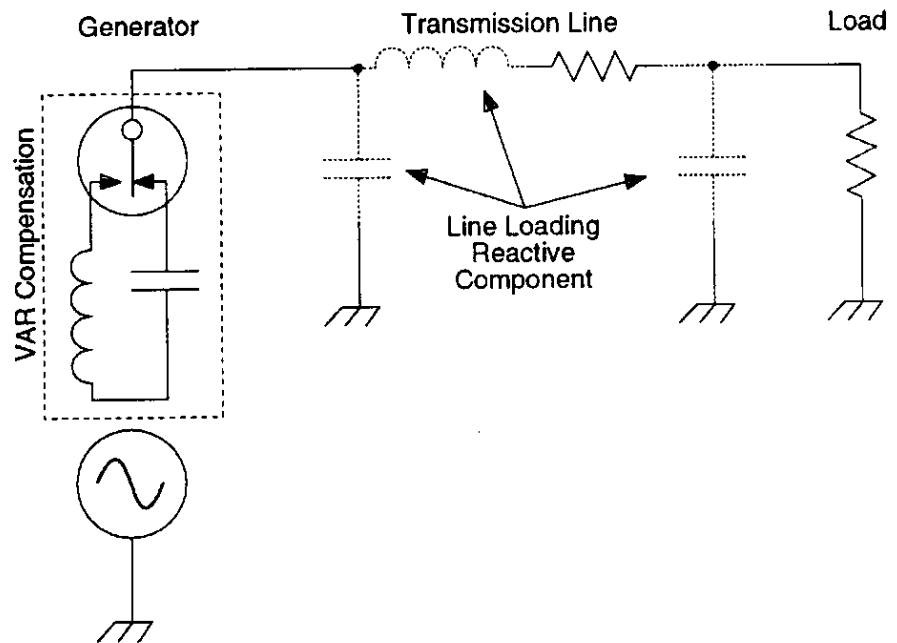 Generator
Transmission Line
Load
VAR Compensation
Line Loading
Reactive
Component